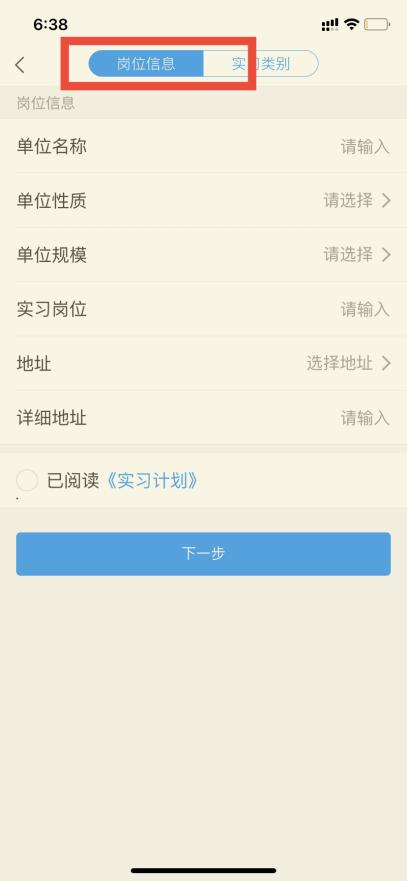 6:38
岗位信息 实习类别
岗位信息
单位名称 请输入
单位性质 请选择
单位规模 请选择
实习岗位 请输入
地址 选择地址
详细地址 请输入
已阅读《实习计划》
下一步